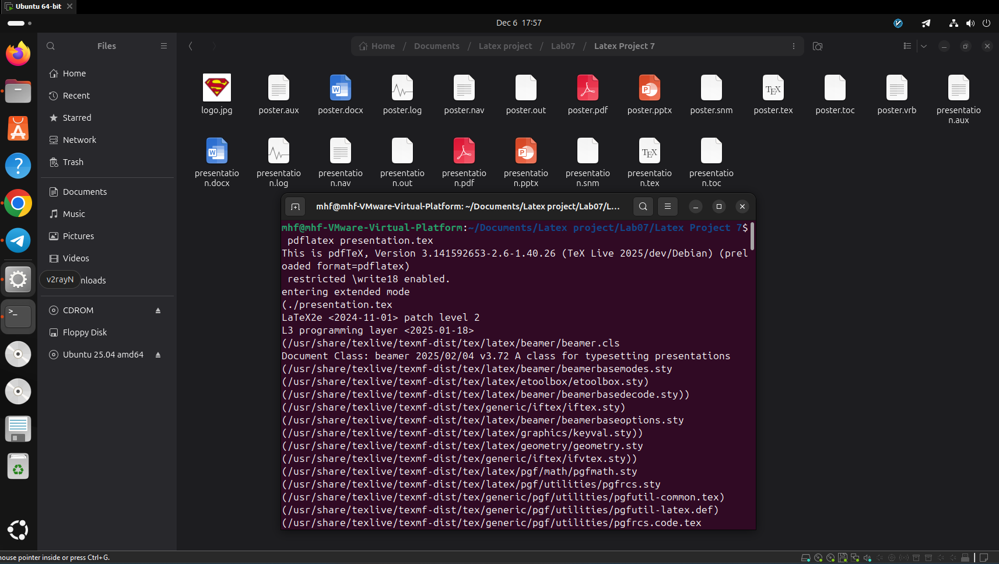 Ubuntu 64-bit
Dec 6 17:57
Files
Home / Documents / Latex project / Lab07 / Latex Project 7
Home
Recent
Starred
Network
Trash
Documents
Music
Pictures
Videos
v2rayN
nloads
CDROM
Floppy Disk
Ubuntu 25.04 amd64
logo.jpg
poster.aux
poster.docx
poster.log
poster.nav
poster.out
poster.pdf
poster.pptx
poster.snm
poster.tex
poster.toc
poster.vrb
presentatio
n.aux
presentatio
n.docx
presentatio
n.log
presentatio
n.nav
presentatio
n.out
presentatio
n.pdf
presentatio
n.pptx
presentatio
n.snm
presentatio
n.tex
presentatio
n.toc
mhf@mhf-VMware-Virtual-Platform: ~/Documents/Latex project/Lab07/L...
mhf@mhf-VMware-Virtual-Platform:~/Documents/Latex project/Lab07/Latex Project 7$
pdflatex presentation.tex
This is pdfTeX, Version 3.141592653-2.6-1.40.26 (TeX Live 2025/dev/Debian) (prel
oaded format=pdflatex)
restricted \write18 enabled.
entering extended mode
(./presentation.tex
LaTeX2e <2024-11-01> patch level 2
L3 programming layer <2025-01-18>
(/usr/share/texlive/texmf-dist/tex/latex/beamer/beamer.cls
Document Class: beamer 2025/02/04 v3.72 A class for typesetting presentations
(/usr/share/texlive/texmf-dist/tex/latex/beamer/beamerbasemodes.sty
(/usr/share/texlive/texmf-dist/tex/latex/etoolbox/etoolbox.sty)
(/usr/share/texlive/texmf-dist/tex/latex/beamer/beamerbasedecode.sty))
(/usr/share/texlive/texmf-dist/tex/generic/iftex/iftex.sty)
(/usr/share/texlive/texmf-dist/tex/latex/beamer/beamerbaseoptions.sty
(/usr/share/texlive/texmf-dist/tex/latex/graphics/keyval.sty))
(/usr/share/texlive/texmf-dist/tex/latex/geometry/geometry.sty
(/usr/share/texlive/texmf-dist/tex/generic/iftex/ifvtex.sty))
(/usr/share/texlive/texmf-dist/tex/latex/pgf/math/pgfmath.sty
(/usr/share/texlive/texmf-dist/tex/latex/pgf/utilities/pgfrcs.sty
(/usr/share/texlive/texmf-dist/tex/generic/pgf/utilities/pgfutil-common.tex)
(/usr/share/texlive/texmf-dist/tex/generic/pgf/utilities/pgfutil-latex.def)
(/usr/share/texlive/texmf-dist/tex/generic/pgf/utilities/pgfrcs.code.tex
nouse pointer inside or press Ctrl+G.